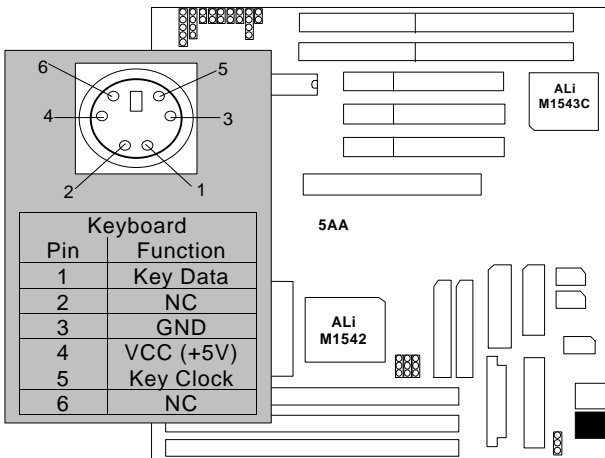 6
5
4
3
2
1
Keyboard
Pin Function
1 Key Data
2 NC
3 GND
4 VCC (+5V)
5 Key Clock
6 NC
ALi
M1543C
5AA
ALi
M1542